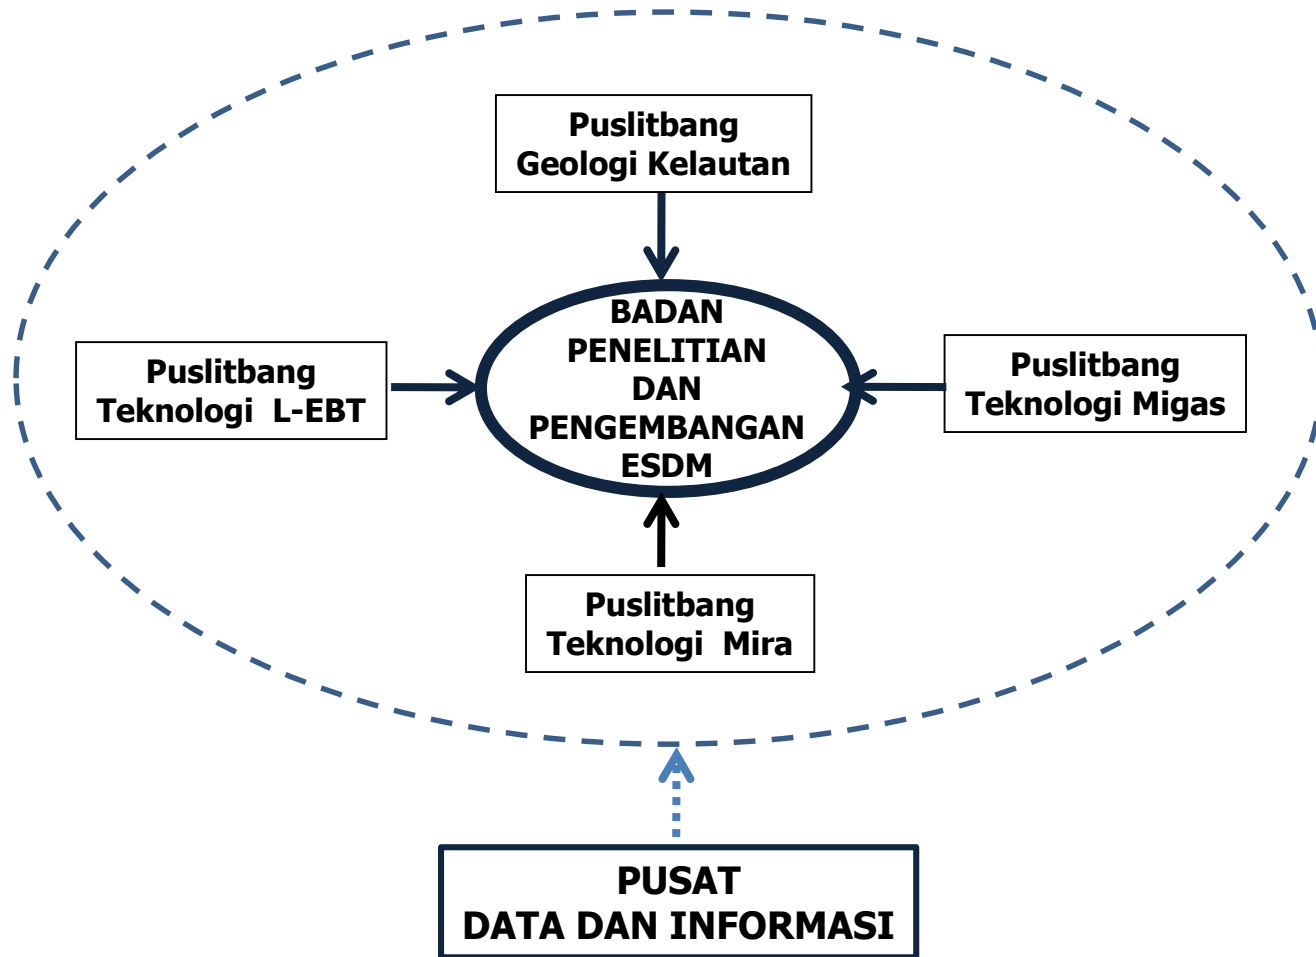 Puslitbang
Geologi Kelautan
BADAN
PENELITIAN
DAN
PENGEMBANGAN
ESDM
Puslitbang
Teknologi L-EBT
Puslitbang
Teknologi Migas
Puslitbang
Teknologi Mira
PUSAT
DATA DAN INFORMASI